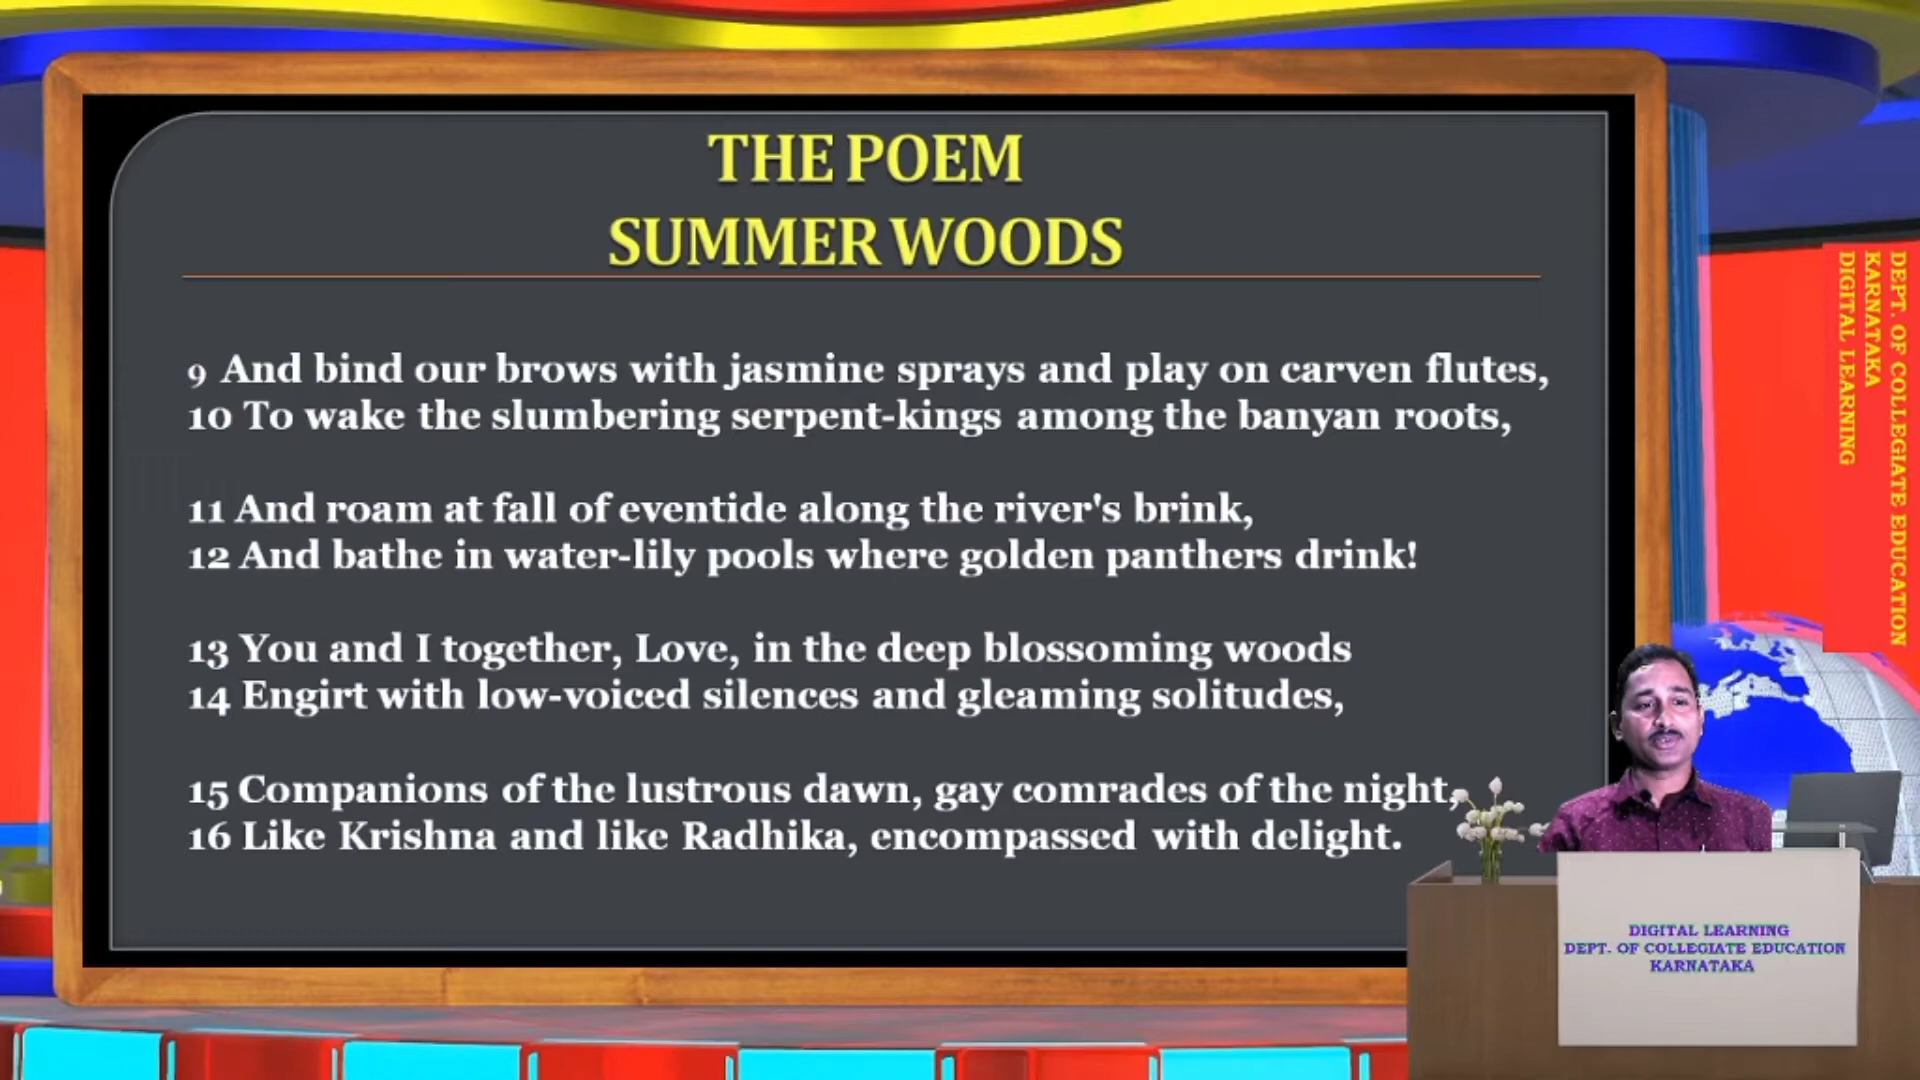 THE POEM
SUMMER WOODS
9 And bind our brows with jasmine sprays and play on carven flutes,
10 To wake the slumbering serpent-kings among the banyan roots,
11 And roam at fall of eventide along the river's brink,
12 And bathe in water-lily pools where golden panthers drink!
13 You and I together, Love, in the deep blossoming woods
14 Engirt with low-voiced silences and gleaming solitudes,
15 Companions of the lustrous dawn, gay comrades of the night,
16 Like Krishna and like Radhika, encompassed with delight.
DEPT. OF COLLEGIATE EDUCATION
KARNATAKA
DIGITAL LEARNING
DIGITAL LEARNING
DEPT. OF COLLEGIATE EDUCATION
KARNATAKA